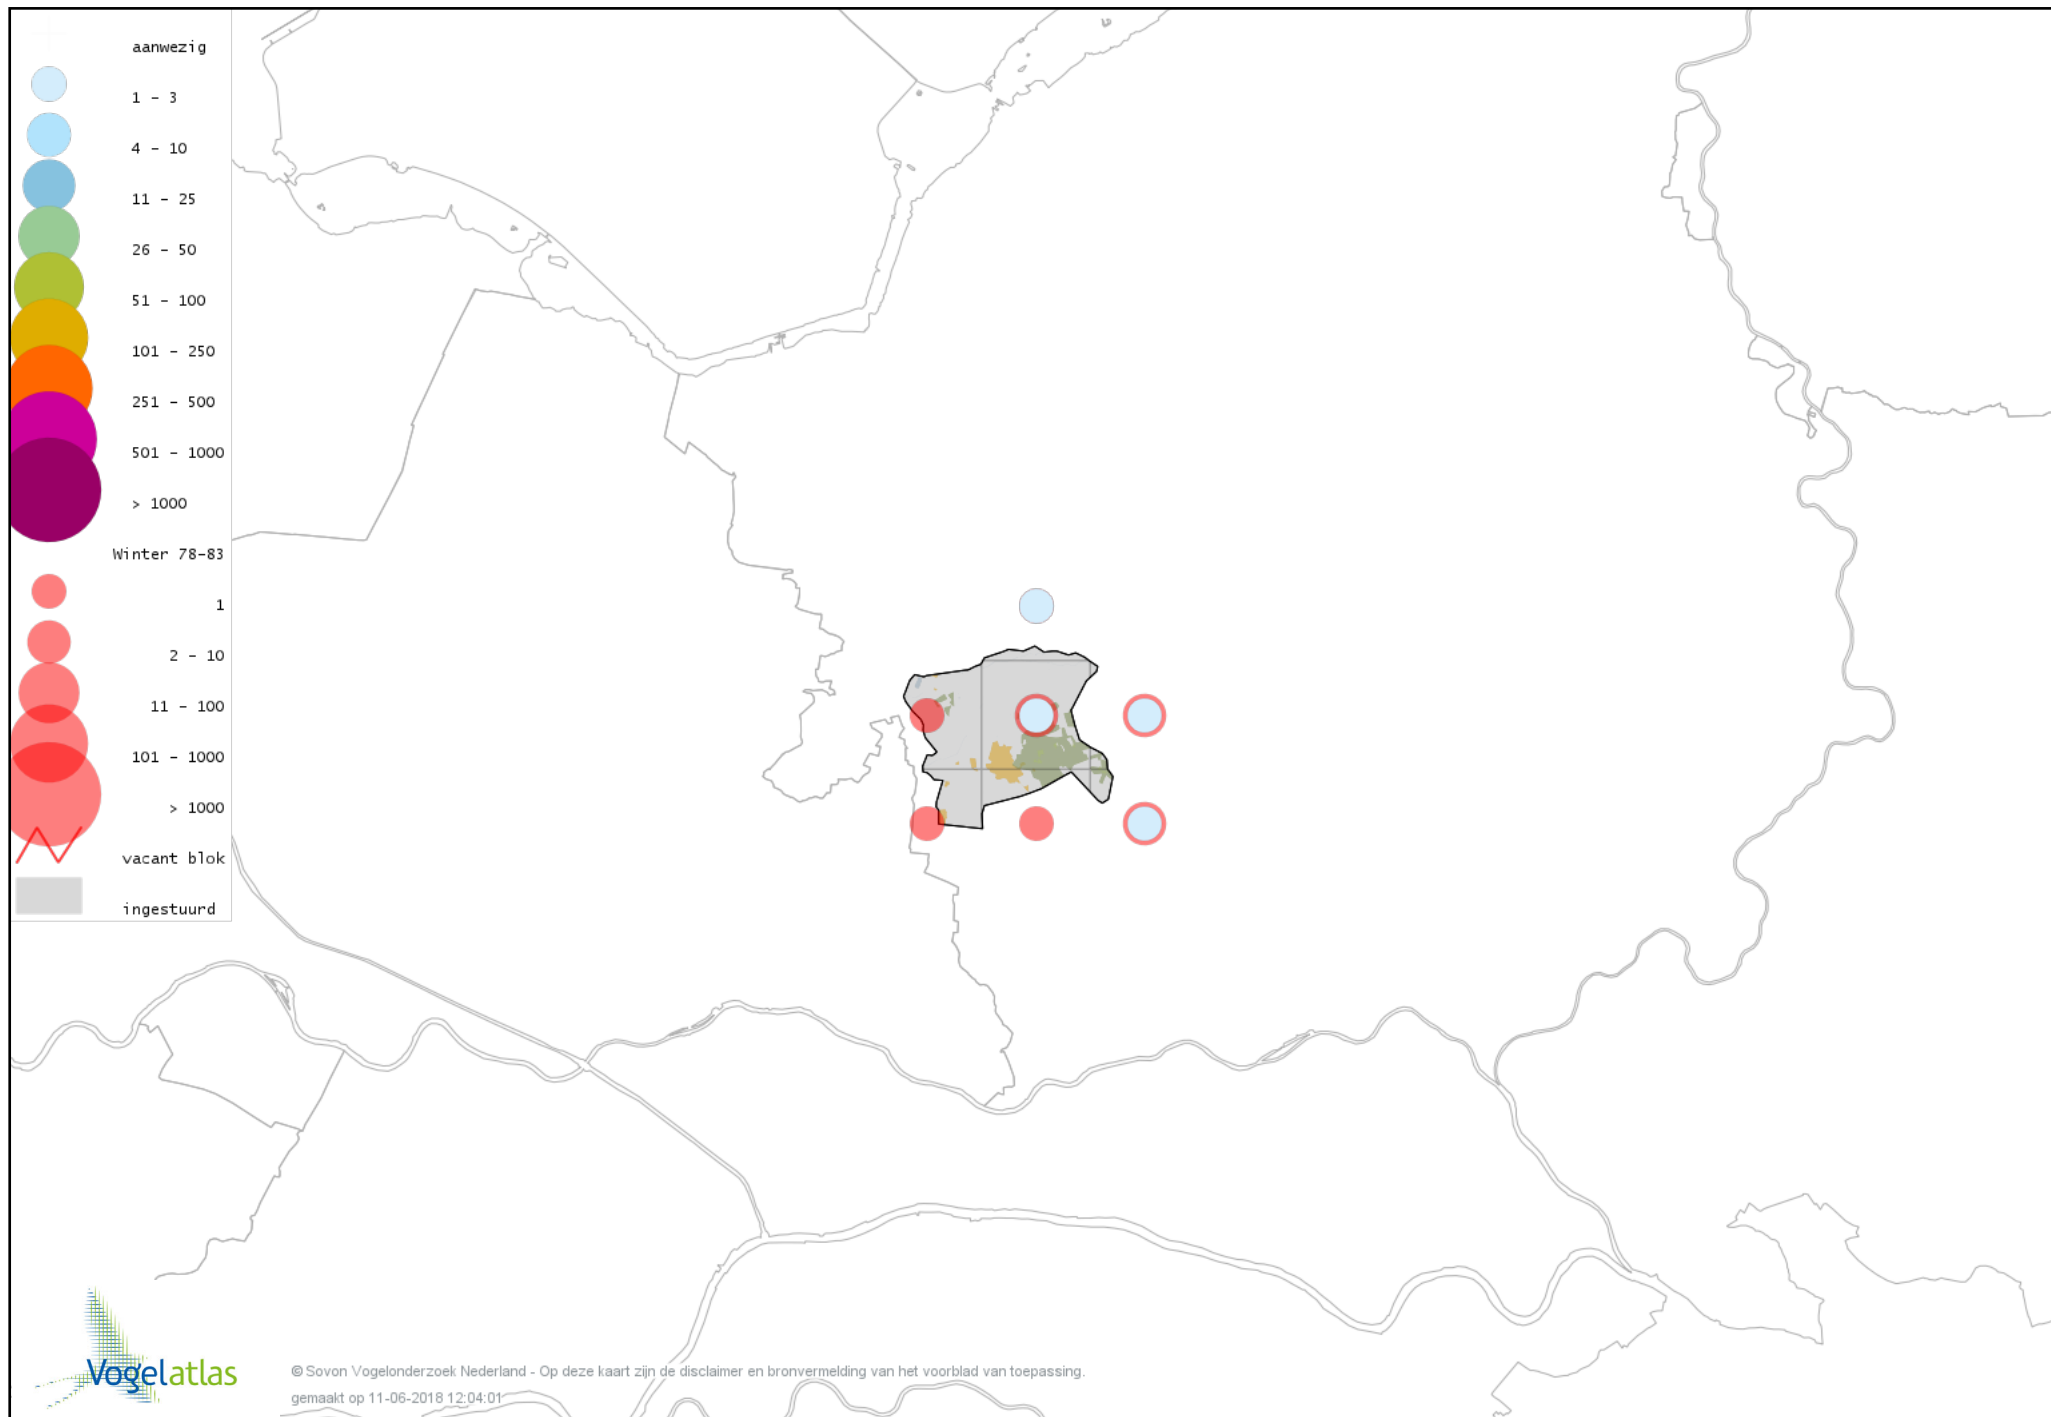 aanwezig
1 - 3
4 - 10
11 - 25
26 - 50
51 - 100
101 - 250
251 - 500
501 - 1000
> 1000
Winter 78-83
1
2 - 10
11 - 100
101 - 1000
> 1000
vacant blok
ingestuurd
Vogelatlas
© Sovon Vogelonderzoek Nederland - Op deze kaart zijn de disclaimer en bronvermelding van het voorblad van toepassing.
gemaakt op 11-06-2018 12:04:01